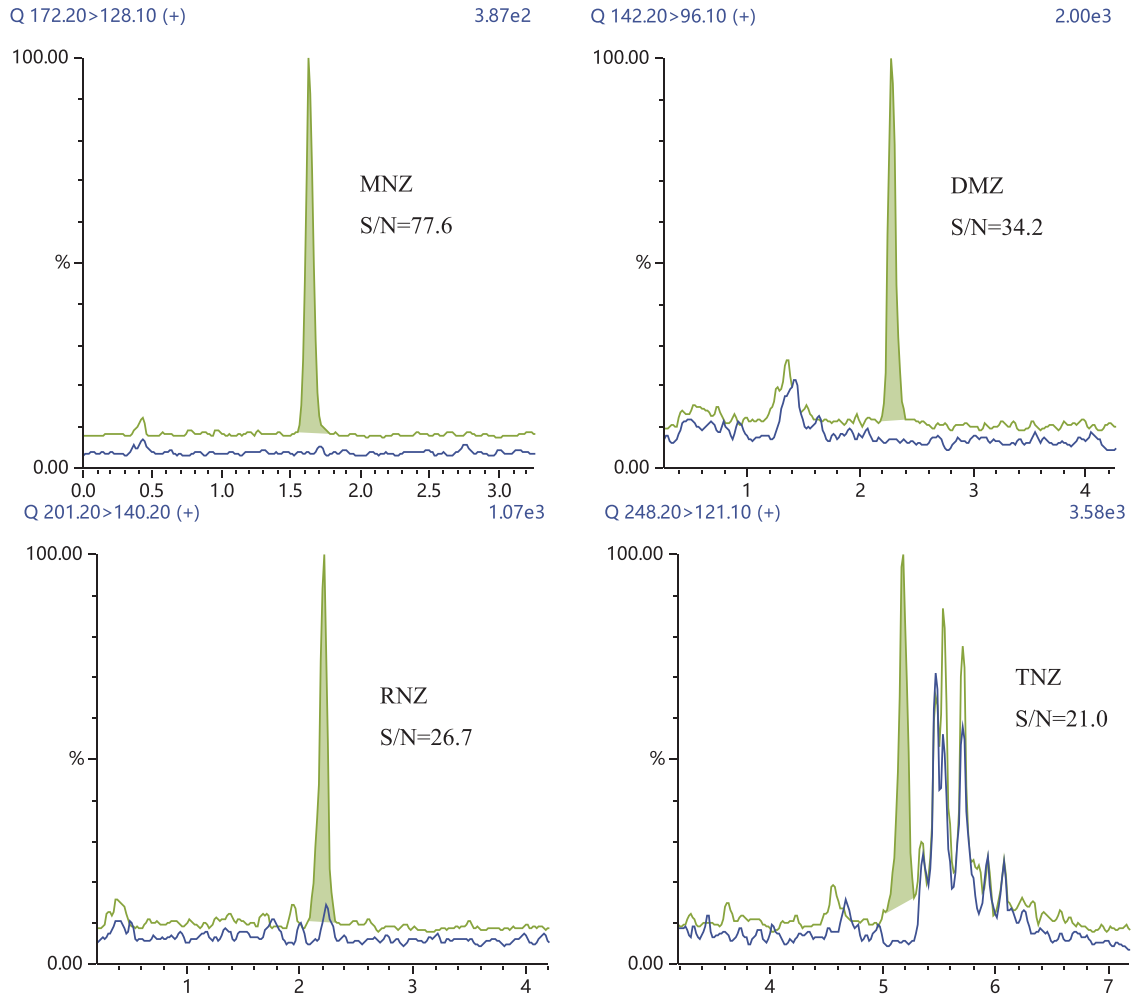 Q 172.20>128.10 (+) 3.87e2
100.00
MNZ
S/N=77.6
%
0.00
0.0 0.5 1.0 1.5 2.0 2.5 3.0
Q 142.20>96.10 (+) 2.00e3
100.00
DMZ
S/N=34.2
%
0.00
1 2 3 4
Q 201.20>140.20 (+) 1.07e3
100.00
RNZ
S/N=26.7
%
0.00
1 2 3 4
Q 248.20>121.10 (+) 3.58e3
100.00
TNZ
S/N=21.0
%
0.00
4 5 6 7